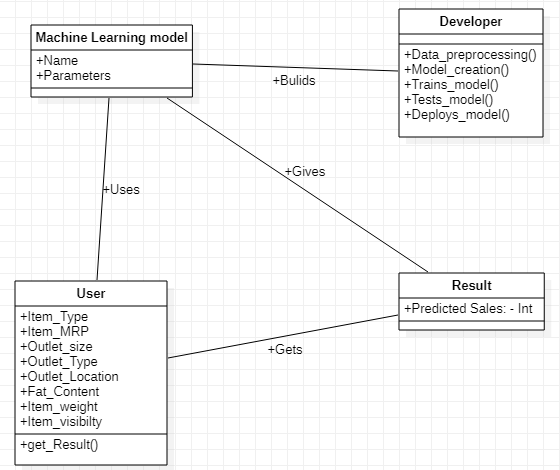 Machine Learning model
+Name
+Parameters
Developer
+Data_preprocessing()
+Model_creation()
+Trains_model()
+Tests_model()
+Deploys_model()
+Bulids
+Gives
+Uses
User
+Item_Type
+Item_MRP
+Outlet_size
+Outlet_Type
+Outlet_Location
+Fat_Content
+Item_weight
+Item_visibilty
+get_Result()
Result
+Predicted Sales: - Int
+Gets